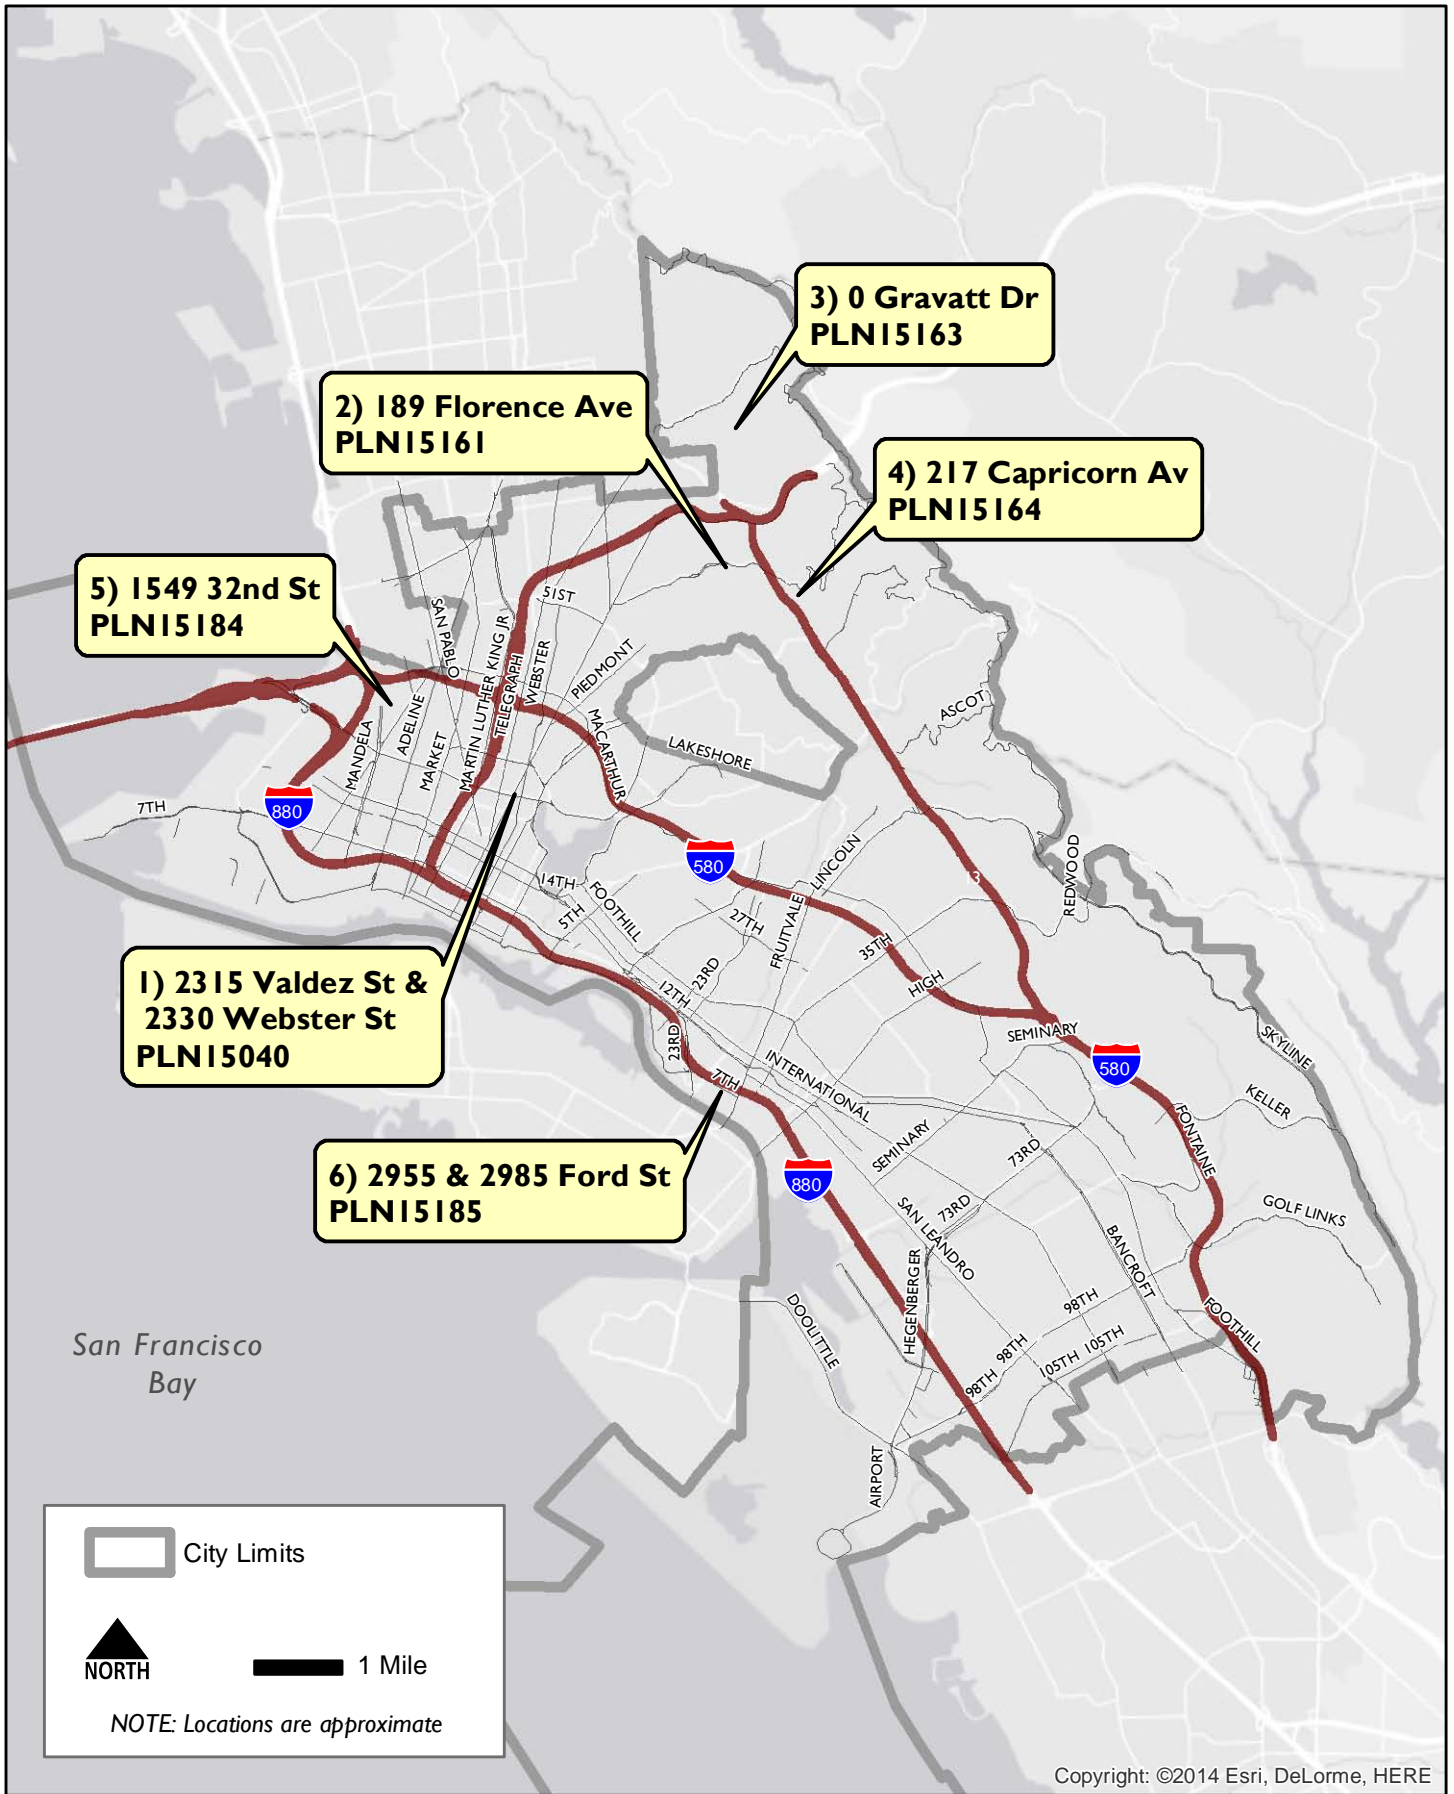 3) 0 Gravatt Dr
PLN15163
2) 189 Florence Ave
PLN15161
4) 217 Capricorn Av
PLN15164
5) 1549 32nd St
PLN15184
51ST
SAN PABLO
MARTIN LUTHER KING JR
TELEGRAPH
WEBSTER
PIEDMONT
MACARTHUR
LAKESHORE
ASCOT
MANDELA
ADELINE
MARKET
7TH
880
580
14TH
5TH
FOOTHILL
27TH
23RD
FRUITVALE
LINCOLN
13
REDWOOD
35TH
HIGH
12TH
23RD
1) 2315 Valdez St &
2330 Webster St
PLN15040
SEMINARY
580
SKYLINE
KELLER
7TH
INTERNATIONAL
SEMINARY
73RD
FONTAINE
6) 2955 & 2985 Ford St
PLN15185
880
73RD
SAN LEANDRO
GOLF LINKS
BANCROFT
HEGENBERGER
DOOLITTLE
98TH
98TH
98TH
105TH
105TH
FOOTHILL
AIRPORT
San Francisco
Bay
City Limits
NORTH
1 Mile
NOTE: Locations are approximate
Copyright: ©2014 Esri, DeLorme, HERE